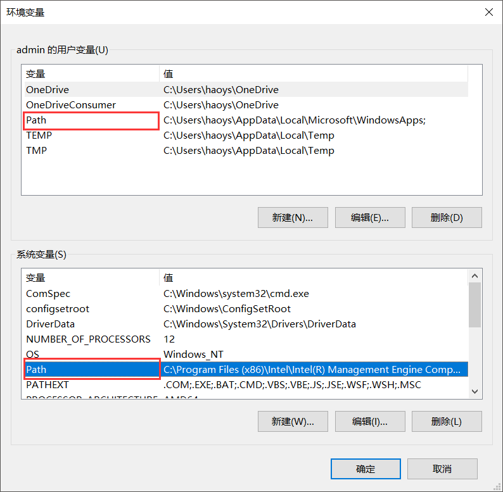 环境变量
admin 的用户变量(U)
变量 值
OneDrive C:\Users\haoys\OneDrive
OneDriveConsumer C:\Users\haoys\OneDrive
Path C:\Users\haoys\AppData\Local\Microsoft\WindowsApps;
TEMP C:\Users\haoys\AppData\Local\Temp
TMP C:\Users\haoys\AppData\Local\Temp
新建(N)... 编辑(E)... 删除(D)
系统变量(S)
变量 值
ComSpec C:\Windows\system32\cmd.exe
configsetroot C:\Windows\ConfigSetRoot
DriverData C:\Windows\System32\Drivers\DriverData
NUMBER_OF_PROCESSORS 12
OS Windows_NT
Path C:\Program Files (x86)\Intel\Intel(R) Management Engine Comp...
PATHEXT .COM;.EXE;.BAT;.CMD;.VBS;.VBE;.JS;.JSE;.WSF;.WSH;.MSC
PROCESSOR_ARCHITECTURE AMD64
新建(W)... 编辑(I)... 删除(L)
确定 取消